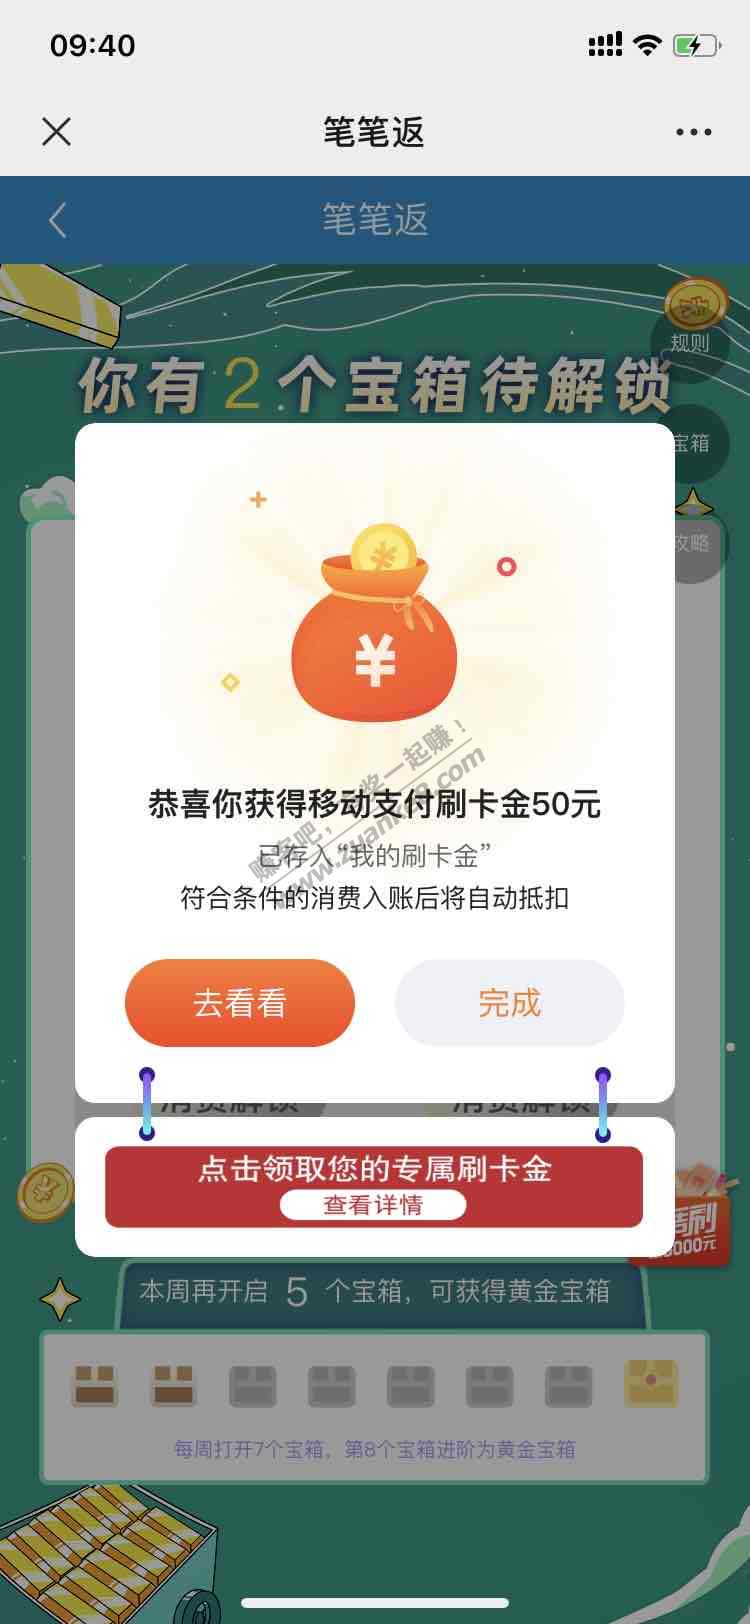 09:40
笔笔返
笔笔返
规则
你有2个宝箱待解锁
宝箱
攻略
¥
赚客吧，有奖一起赚！
www.zuanke8.com
恭喜你获得移动支付刷卡金50元
已存入“我的刷卡金”
符合条件的消费入账后将自动抵扣
去看看
完成
消费解锁
消费解锁
点击领取您的专属刷卡金
查看详情
本周再开启 5 个宝箱，可获得黄金宝箱
每周打开7个宝箱，第8个宝箱进阶为黄金宝箱